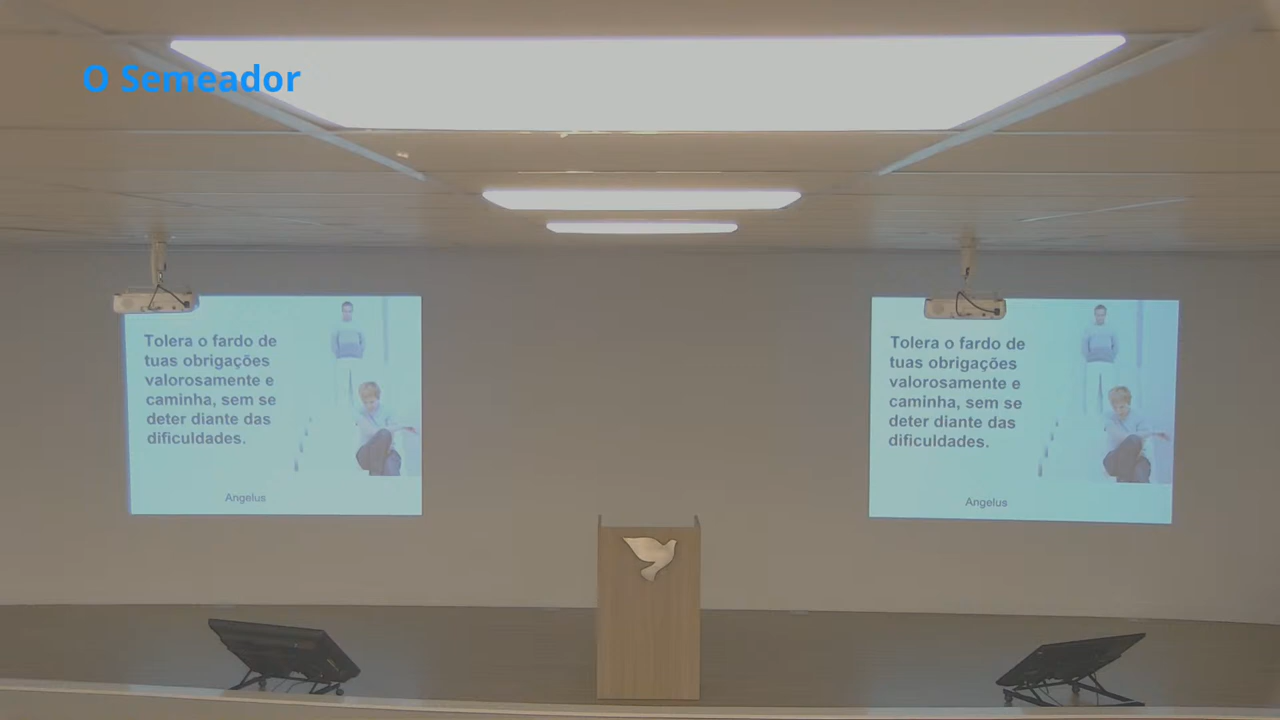 O Semeador
Tolera o fardo de
tuas obrigações
valorosamente e
caminha, sem se
deter diante das
dificuldades.
Angelus
Tolera o fardo de
tuas obrigações
valorosamente e
caminha, sem se
deter diante das
dificuldades.
Angelus